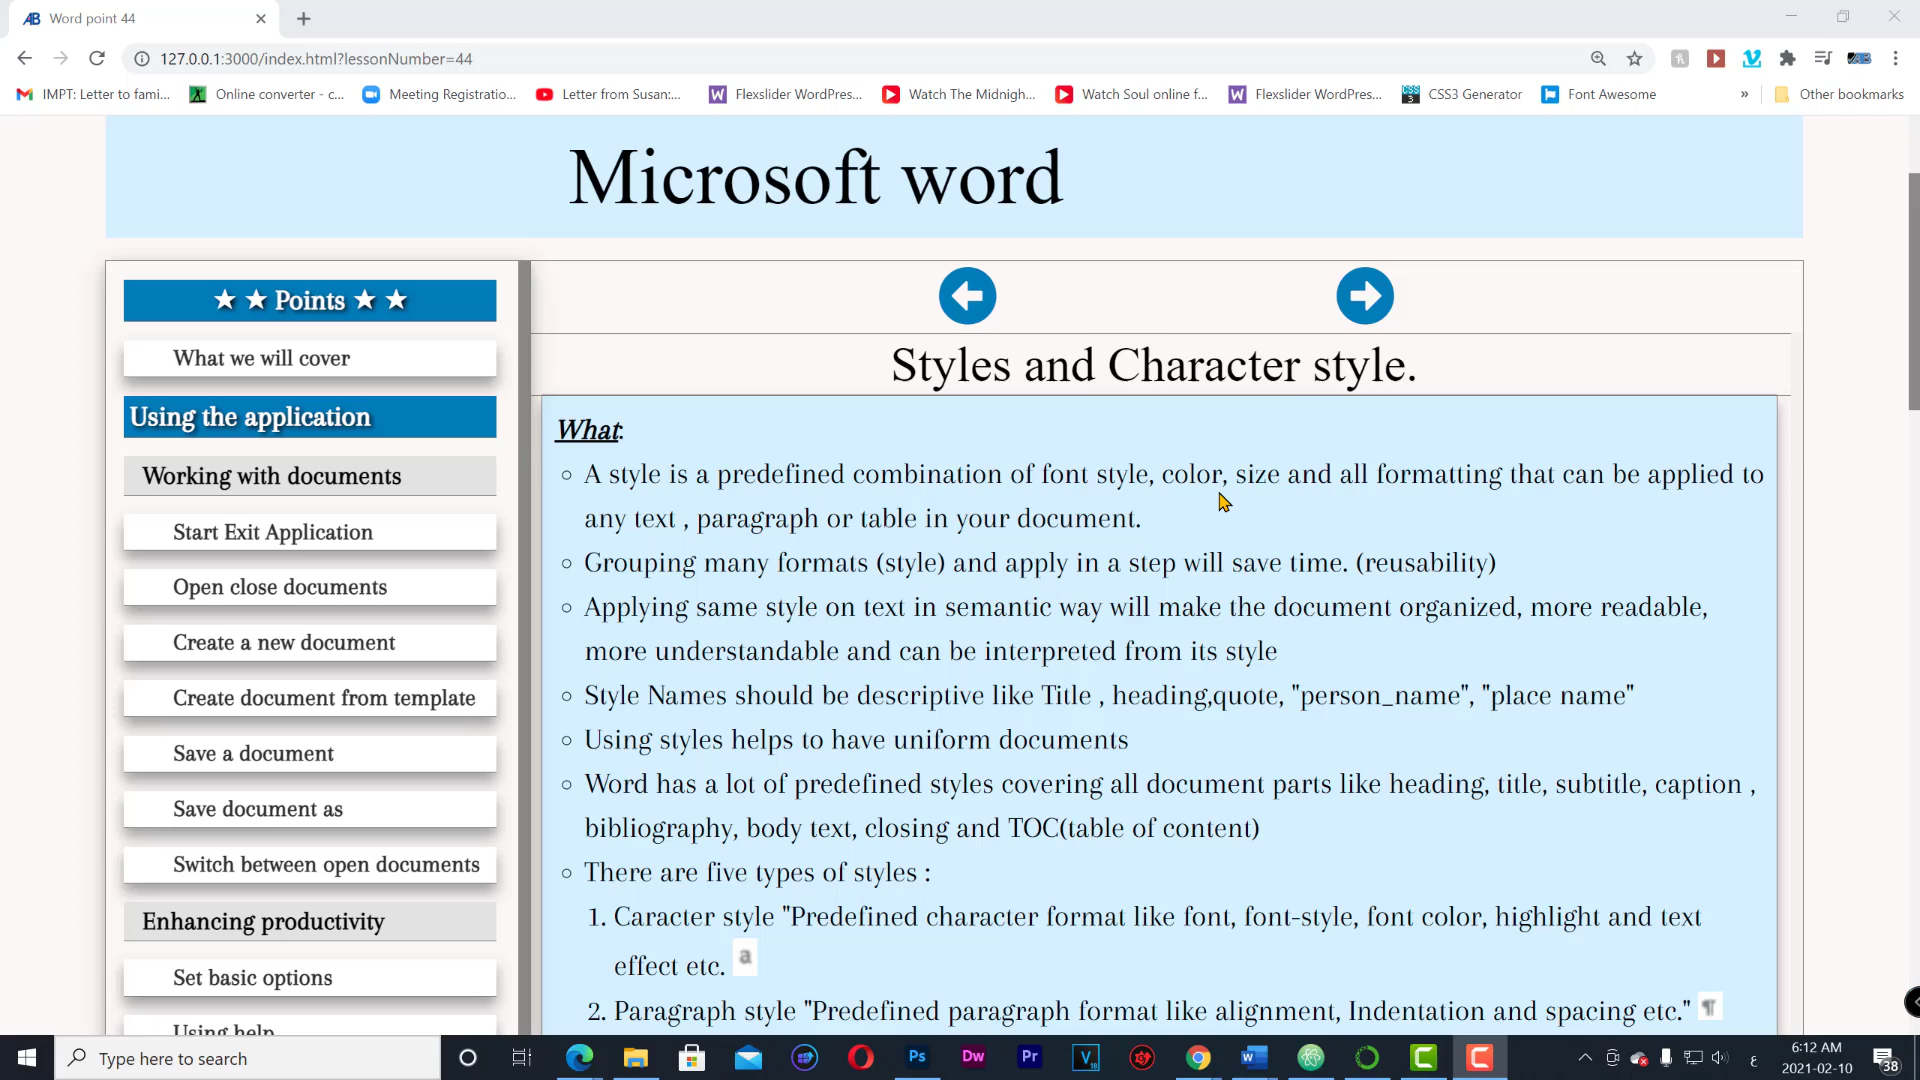 Word point 44
127.0.0.1:3000/index.html?lessonNumber=44
IMPT: Letter to fami...
Online converter - c...
Meeting Registratio...
Letter from Susan:...
Flexslider WordPres...
Watch The Midnigh...
Watch Soul online f...
Flexslider WordPres...
CSS3 Generator
Font Awesome
»
Other bookmarks
Microsoft word
★ ★ Points ★ ★
What we will cover
Using the application
Working with documents
Start Exit Application
Open close documents
Create a new document
Create document from template
Save a document
Save document as
Switch between open documents
Enhancing productivity
Set basic options
Using help
Styles and Character style.
What:
A style is a predefined combination of font style, color, size and all formatting that can be applied to
any text , paragraph or table in your document.
Grouping many formats (style) and apply in a step will save time. (reusability)
Applying same style on text in semantic way will make the document organized, more readable,
more understandable and can be interpreted from its style
Style Names should be descriptive like Title , heading,quote, "person_name", "place name"
Using styles helps to have uniform documents
Word has a lot of predefined styles covering all document parts like heading, title, subtitle, caption ,
bibliography, body text, closing and TOC(table of content)
There are five types of styles :
1. Caracter style "Predefined character format like font, font-style, font color, highlight and text
effect etc. a
2. Paragraph style "Predefined paragraph format like alignment, Indentation and spacing etc." ¶
Type here to search
Ps
Dw
Pr
ع
6:12 AM
2021-02-10
38